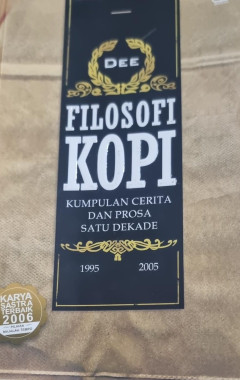 DEE
FILOSOFI
KOPI
KUMPULAN CERITA
DAN PROSA
SATU DEKADE
1995 2005
KARYA
SASTRA
TERBAIK
2006